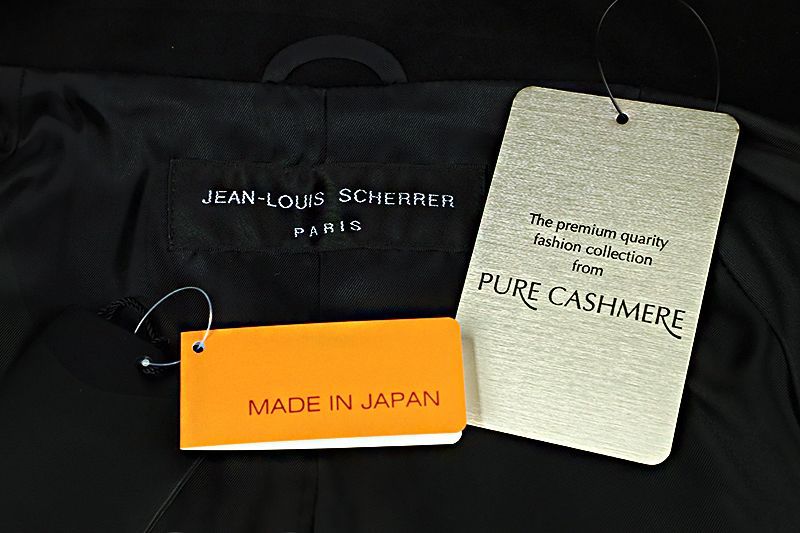 JEAN-LOUIS SCHERRER
PARIS
The premium quarity
fashion collection
from
PURE CASHMERE
MADE IN JAPAN